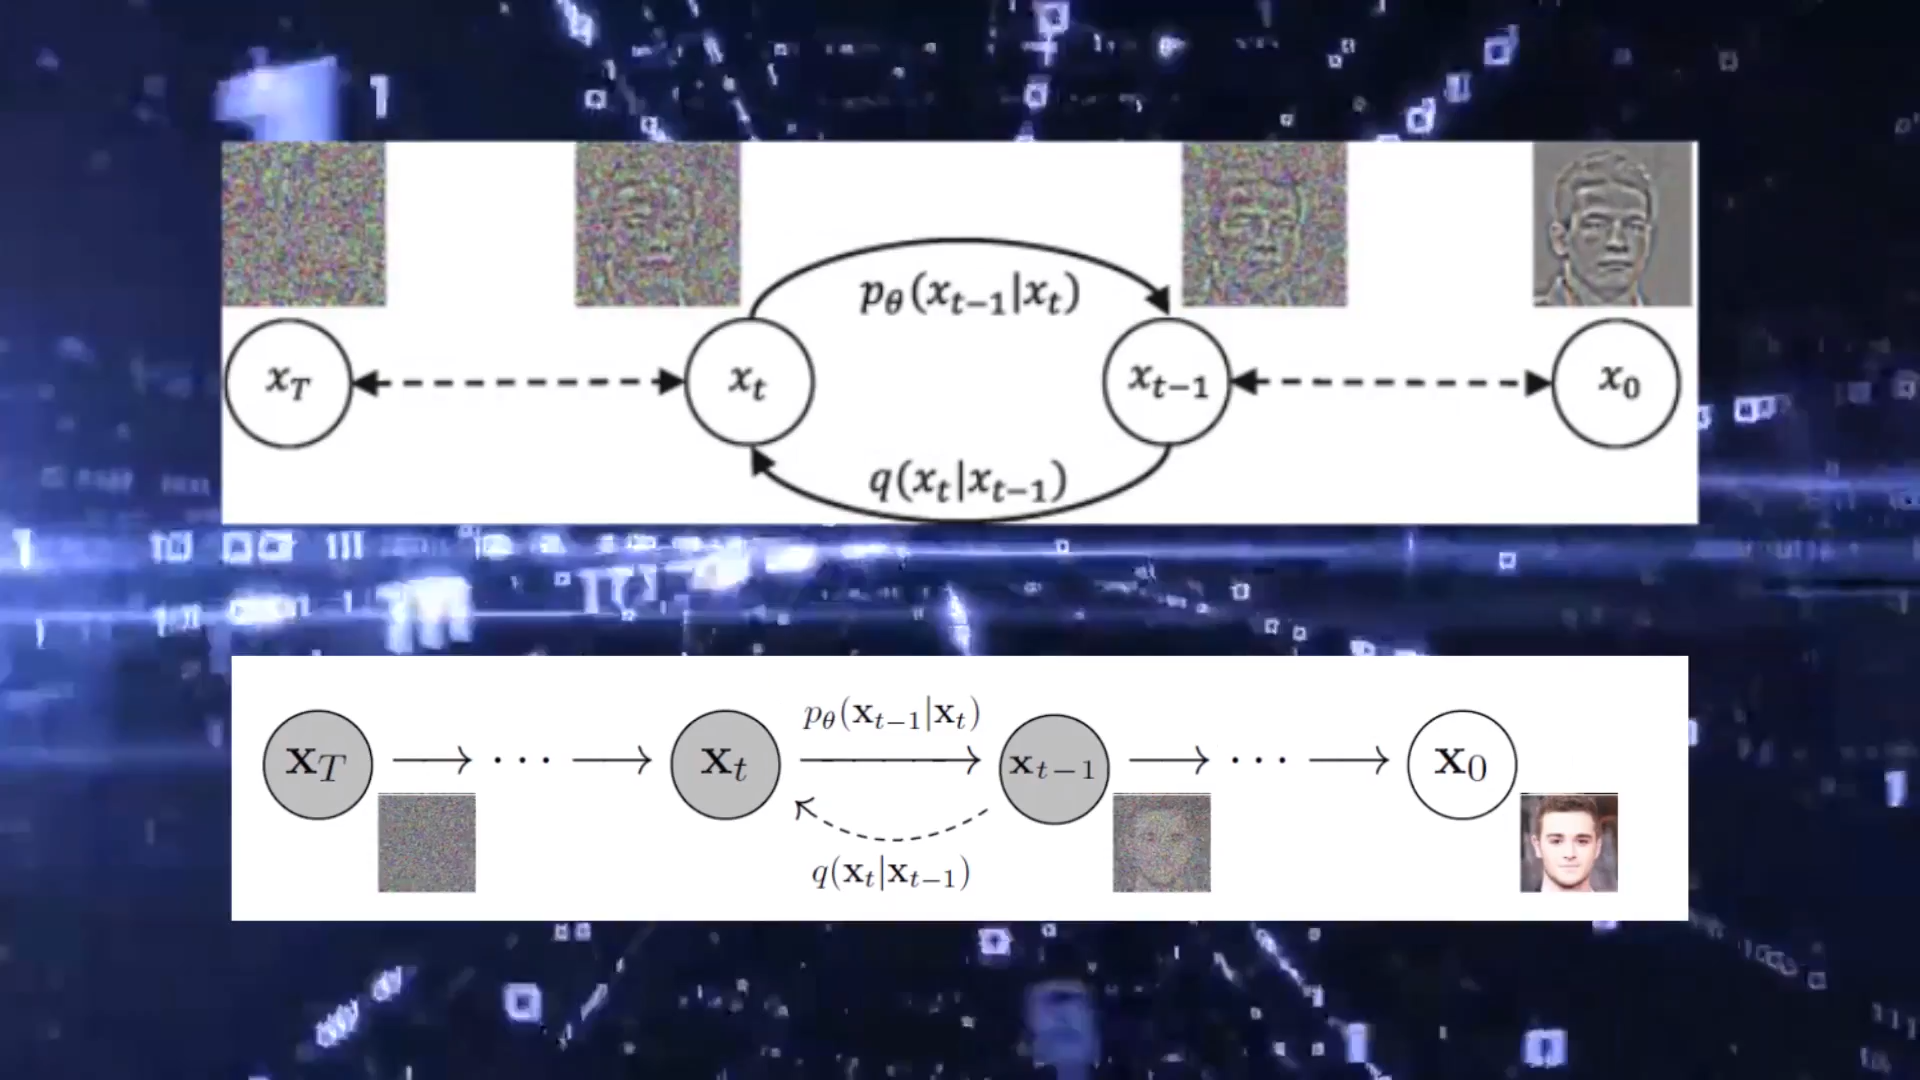 p_θ(x_{t−1}|x_t)
x_T x_t x_{t−1} x_0
q(x_t|x_{t−1})
p_θ(𝐱_{t−1}|𝐱_t)
𝐱_T ⟶ · · · ⟶ 𝐱_t ⟶ 𝐱_{t−1} ⟶ · · · ⟶ 𝐱_0
q(𝐱_t|𝐱_{t−1})